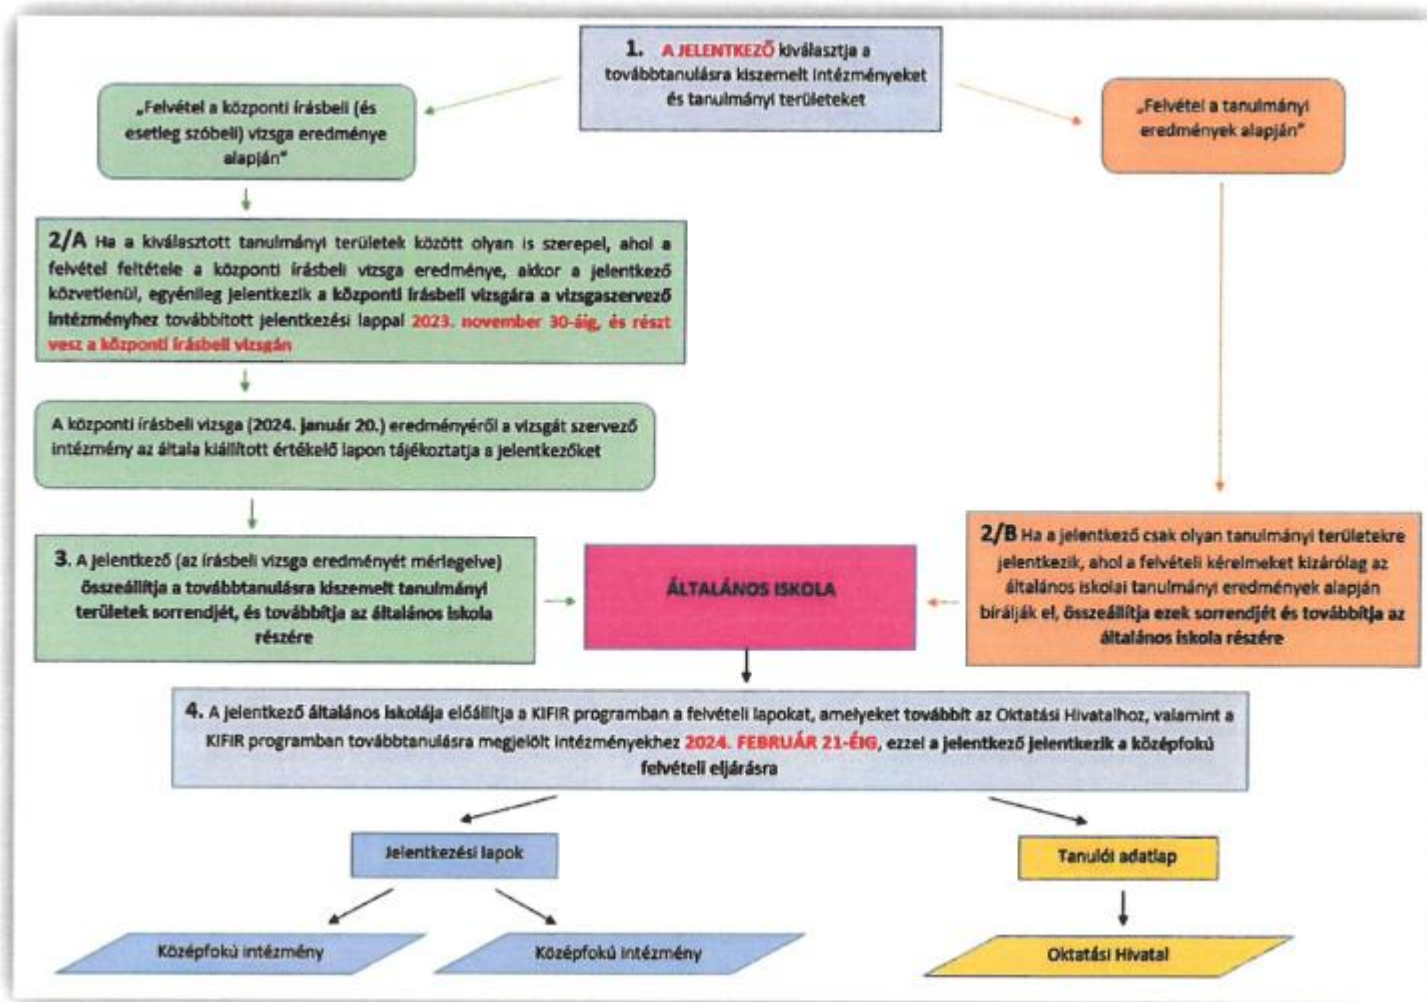 1. A JELENTKEZŐ kiválasztja a
továbbtanulásra kiszemelt intézményeket
és tanulmányi területeket
„Felvétel a központi írásbeli (és
esetleg szóbeli) vizsga eredménye
alapján"
„Felvétel a tanulmányi
eredmények alapján"
2/A Ha a kiválasztott tanulmányi területek között olyan is szerepel, ahol a
felvétel feltétele a központi írásbeli vizsga eredménye, akkor a jelentkező
közvetlenül, egyénileg jelentkezik a központi írásbeli vizsgára a vizsgaszervező
intézményhez továbbított jelentkezési lappal 2023. november 30-áig, és részt
vesz a központi írásbeli vizsgán
A központi írásbeli vizsga (2024. január 20.) eredményéről a vizsgát szervező
intézmény az általa kiállított értékelő lapon tájékoztatja a jelentkezőket
3. A jelentkező (az írásbeli vizsga eredményét mérlegelve)
összeállítja a továbbtanulásra kiszemelt tanulmányi
területek sorrendjét, és továbbítja az általános iskola
részére
ÁLTALÁNOS ISKOLA
2/B Ha a jelentkező csak olyan tanulmányi területekre
jelentkezik, ahol a felvételi kérelmeket kizárólag az
általános iskolai tanulmányi eredmények alapján
bírálják el, összeállítja ezek sorrendjét és továbbítja az
általános iskola részére
4. A jelentkező általános iskolája előállítja a KIFIR programban a felvételi lapokat, amelyeket továbbít az Oktatási Hivatalhoz, valamint a
KIFIR programban továbbtanulásra megjelölt intézményekhez 2024. FEBRUÁR 21-ÉIG, ezzel a jelentkező jelentkezik a középfokú
felvételi eljárásra
Jelentkezési lapok
Tanulói adatlap
Középfokú intézmény
Középfokú intézmény
Oktatási Hivatal